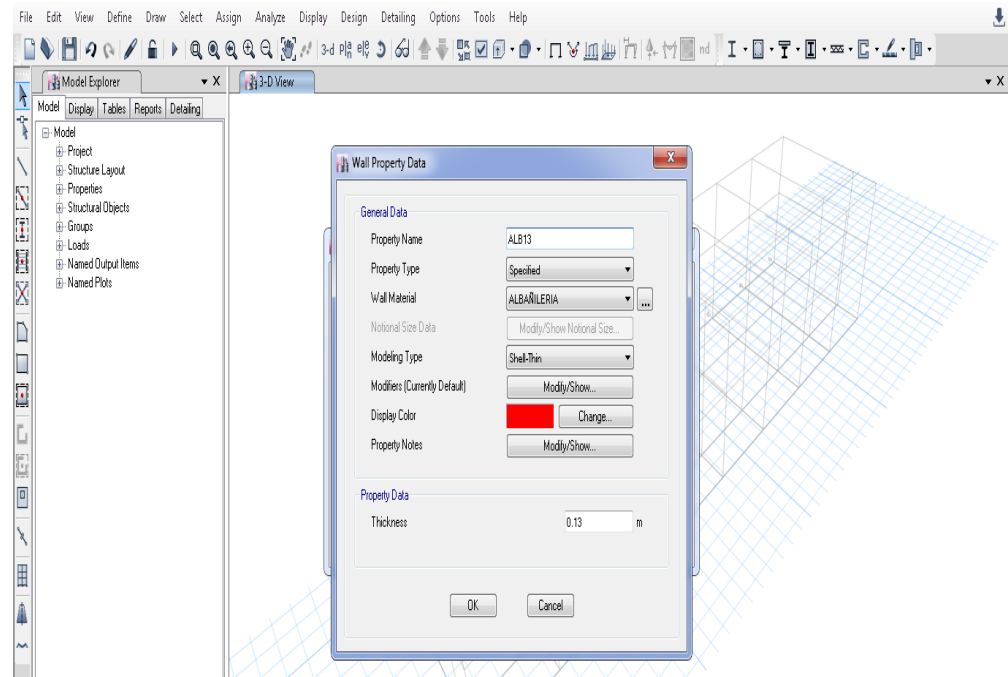 File Edit View Define Draw Select Assign Analyze Display Design Detailing Options Tools Help
3-d nd
Model Explorer
3-D View
Model Display Tables Reports Detailing
Model
Project
Structure Layout
Properties
Structural Objects
Groups
Loads
Named Output Items
Named Plots
Wall Property Data
General Data
Property Name ALB13
Property Type Specified
Wall Material ALBAÑILERIA ...
Notional Size Data Modify/Show Notional Size...
Modeling Type Shell-Thin
Modifiers (Currently Default) Modify/Show...
Display Color Change...
Property Notes Modify/Show...
Property Data
Thickness 0.13 m
OK Cancel